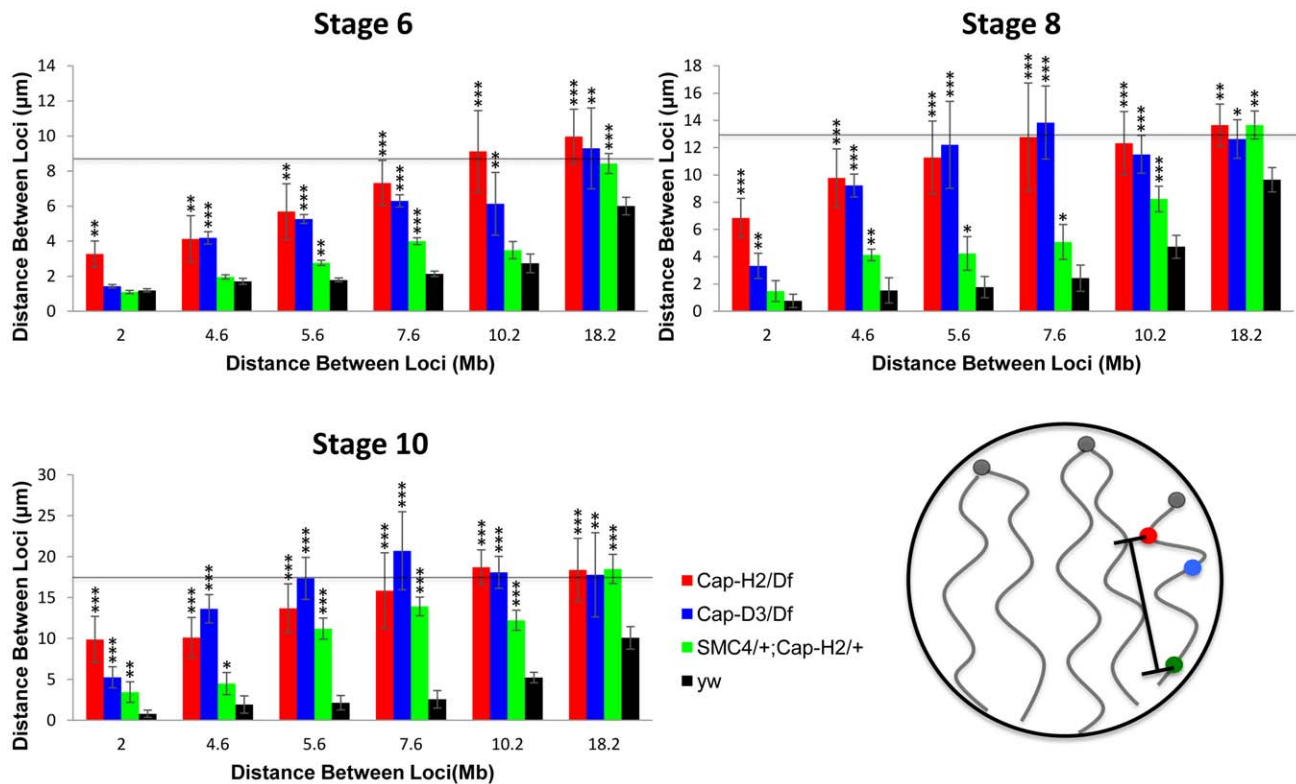 Stage 6
Distance Between Loci (µm)
14
12
10
8
6
4
2
0
** ** *** ** *** ** *** *** *** *** ** *** ** ***
2 4.6 5.6 7.6 10.2 18.2
Distance Between Loci (Mb)
Stage 8
Distance Between Loci (µm)
18
16
14
12
10
8
6
4
2
0
*** ** *** *** ** *** *** * *** *** * *** *** *** ** * **
2 4.6 5.6 7.6 10.2 18.2
Distance Between Loci (Mb)
Stage 10
Distance Between Loci (µm)
30
25
20
15
10
5
0
*** *** ** *** *** * *** *** *** *** *** *** *** *** *** *** ** ***
2 4.6 5.6 7.6 10.2 18.2
Distance Between Loci(Mb)
Cap-H2/Df
Cap-D3/Df
SMC4/+;Cap-H2/+
yw